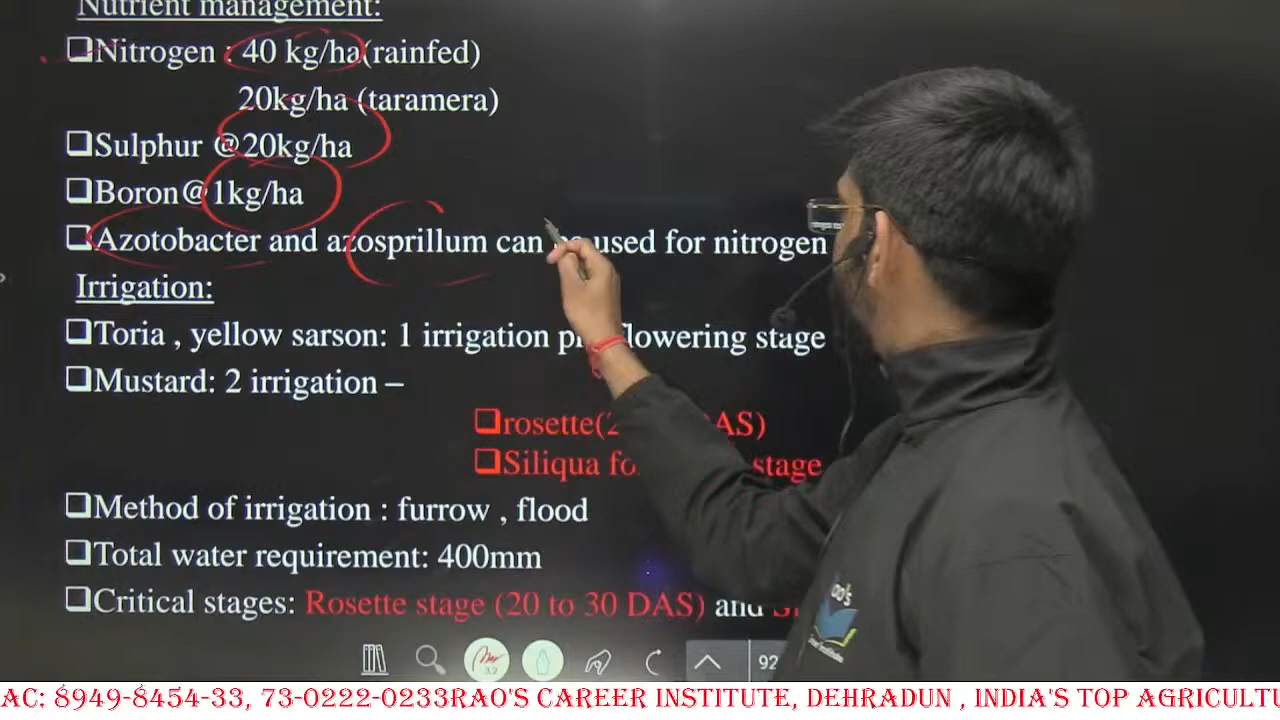 Nutrient management:
❑Nitrogen : 40 kg/ha(rainfed)
20kg/ha (taramera)
❑Sulphur @20kg/ha
❑Boron@1kg/ha
❑Azotobacter and azosprillum can be used for nitrogen
Irrigation:
❑Toria , yellow sarson: 1 irrigation flowering stage
❑Mustard: 2 irrigation –
❑rosette(
❑Siliqua stage
❑Method of irrigation : furrow , flood
❑Total water requirement: 400mm
❑Critical stages: Rosette stage (20 to 30 DAS) and
3.2
92
AC: 8949-8454-33, 73-0222-0233RAO'S CAREER INSTITUTE, DEHRADUN , INDIA'S TOP AGRICULTU